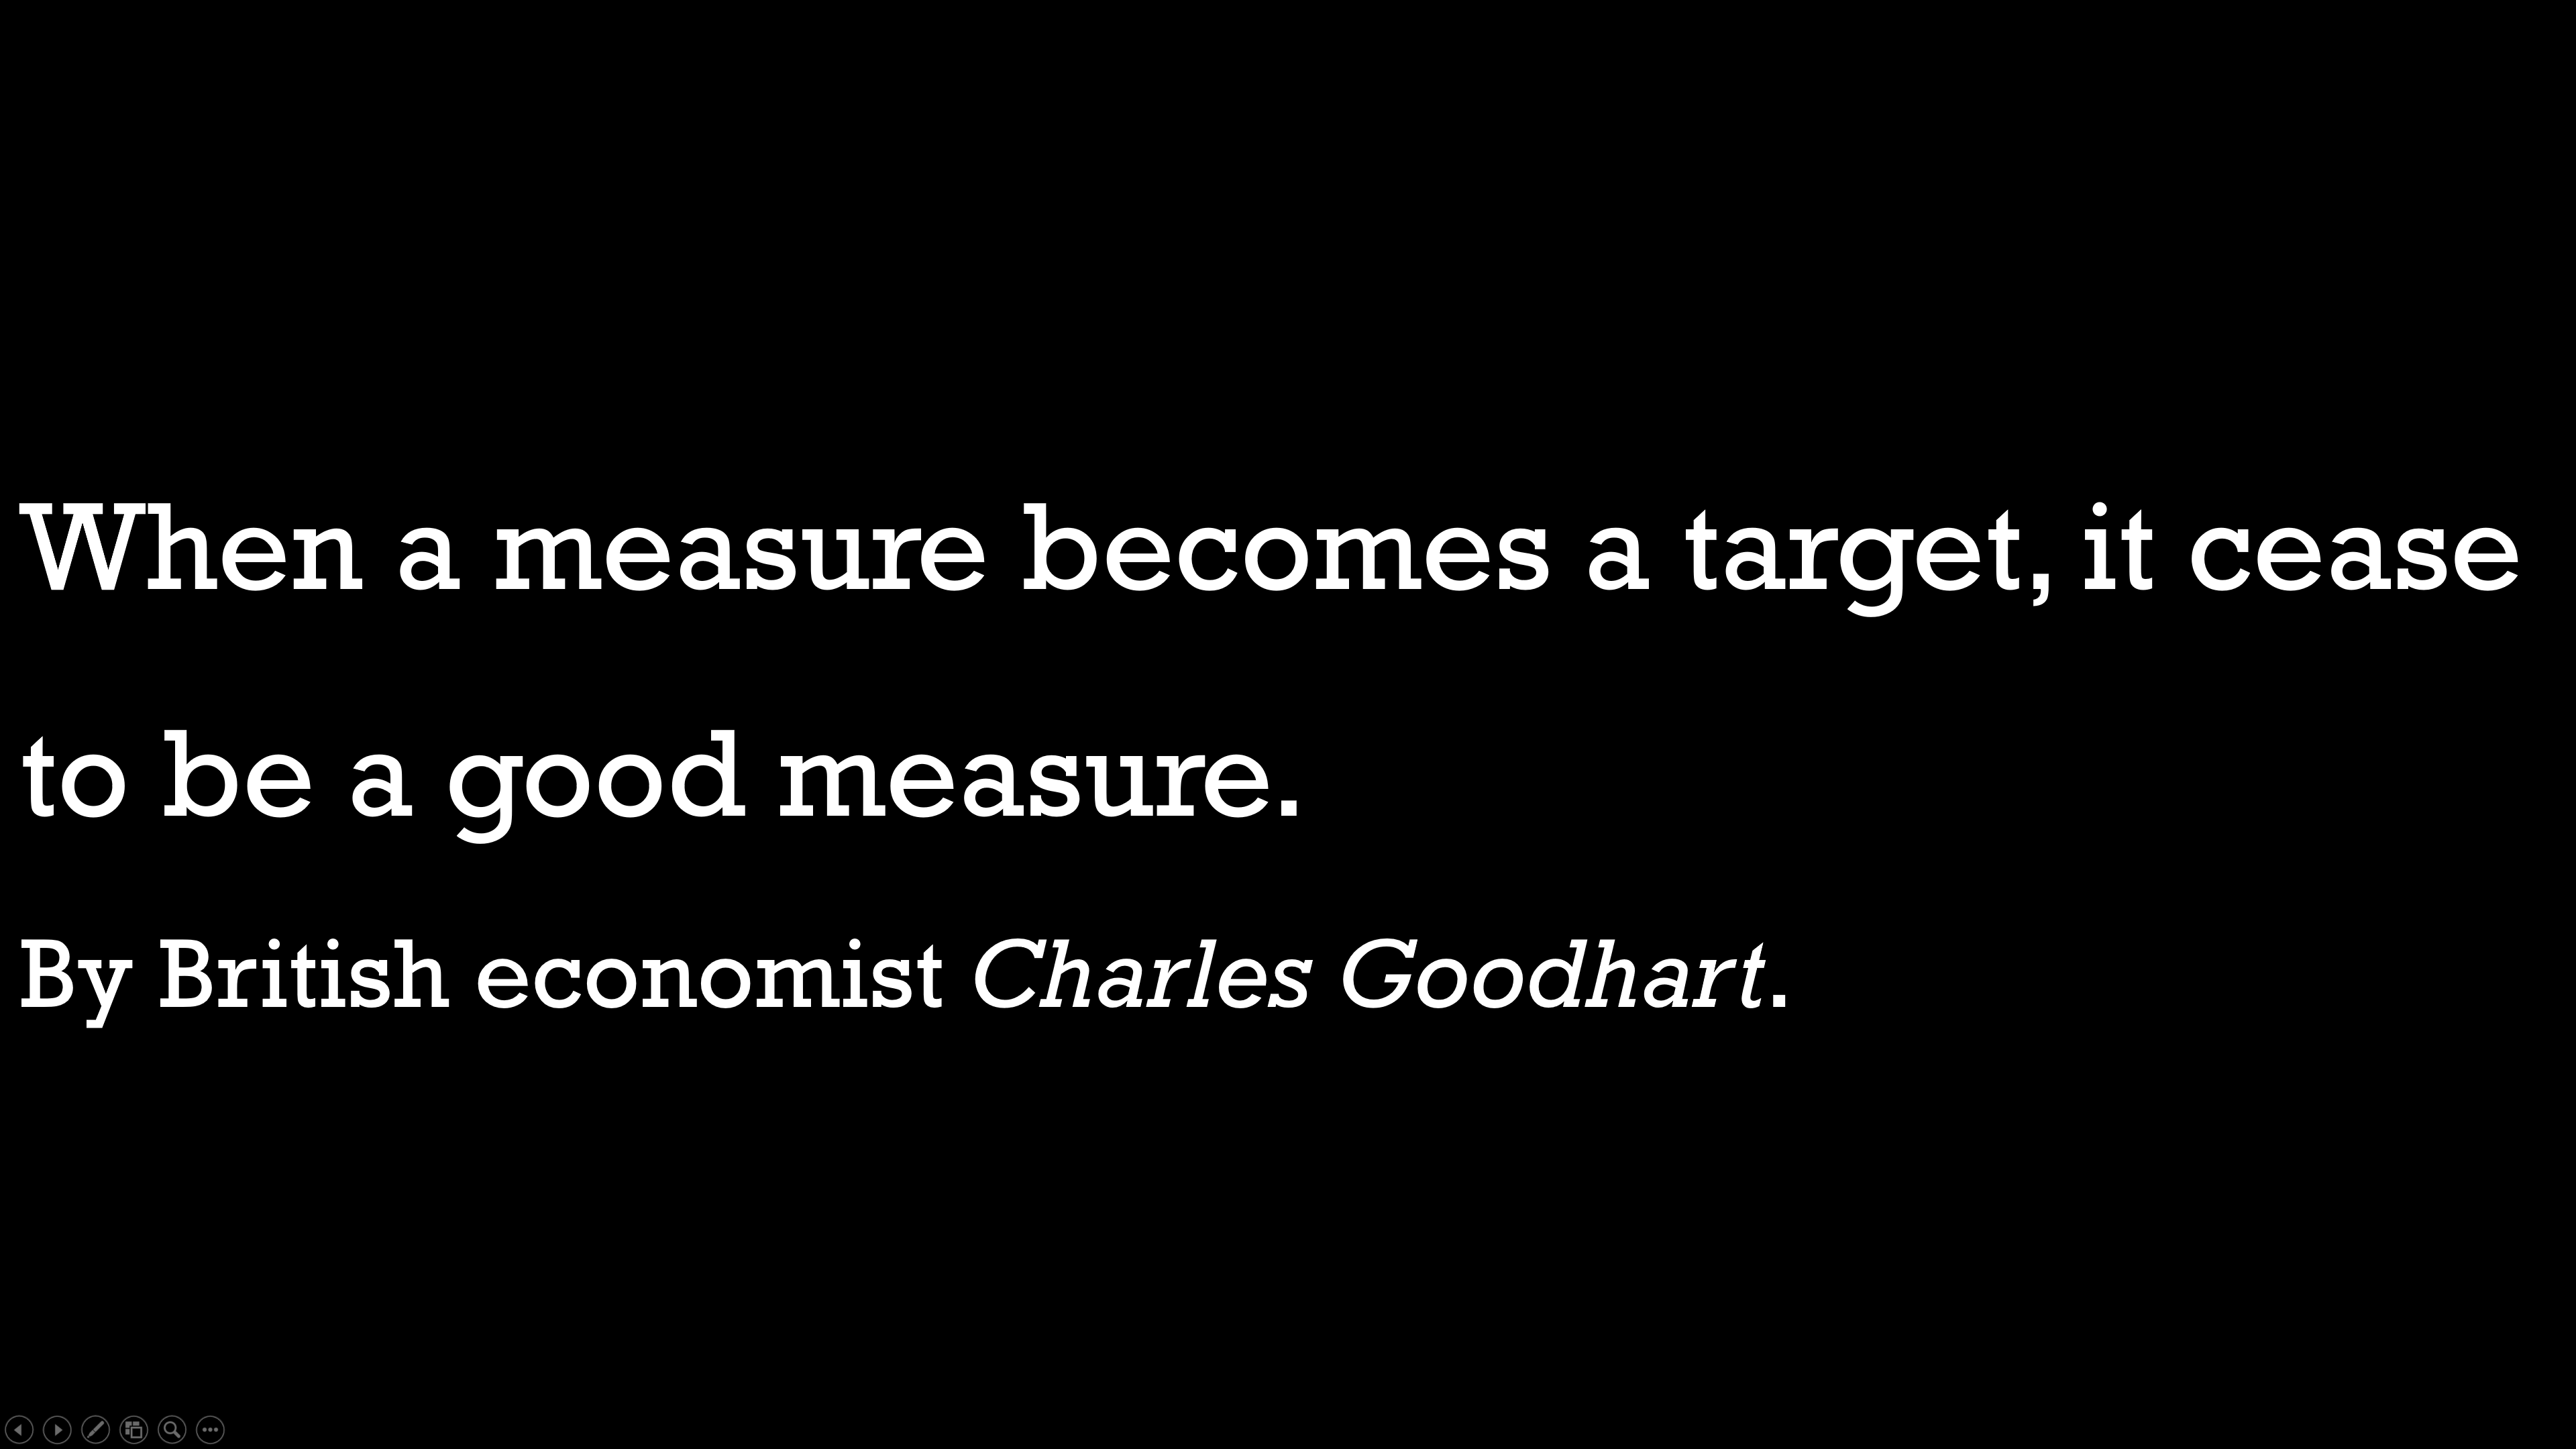 When a measure becomes a target, it cease
to be a good measure.
By British economist Charles Goodhart.